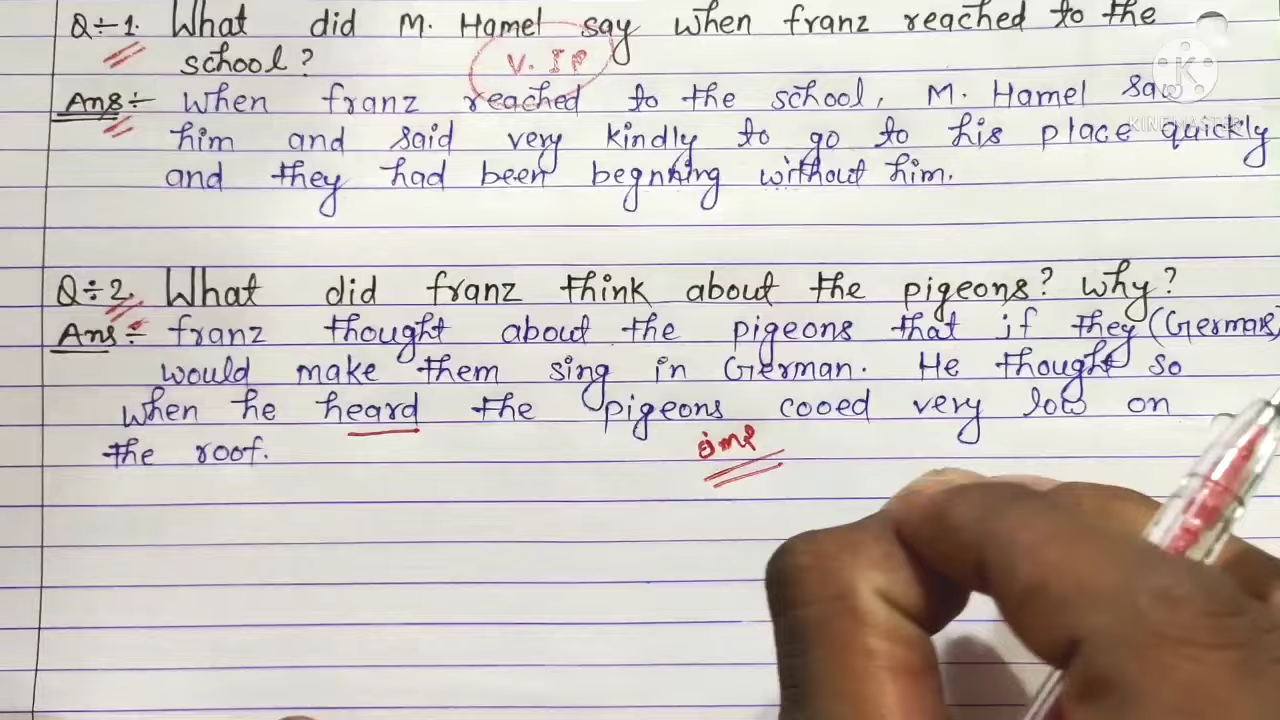 Q÷1. What did M. Hamel say when franz reached to the
school?
V. IP
Ans÷ When franz reached to the school, M. Hamel saw
him and said very kindly to go to his place quickly
and they had been begnning without him.
Q÷2. What did franz think about the pigeons? why?
Ans÷ franz thought about the pigeons that if they (Germans)
would make them sing in German. He thought so
when he heard the pigeons cooed very low on
the roof.
imp
K
KINEMASTER